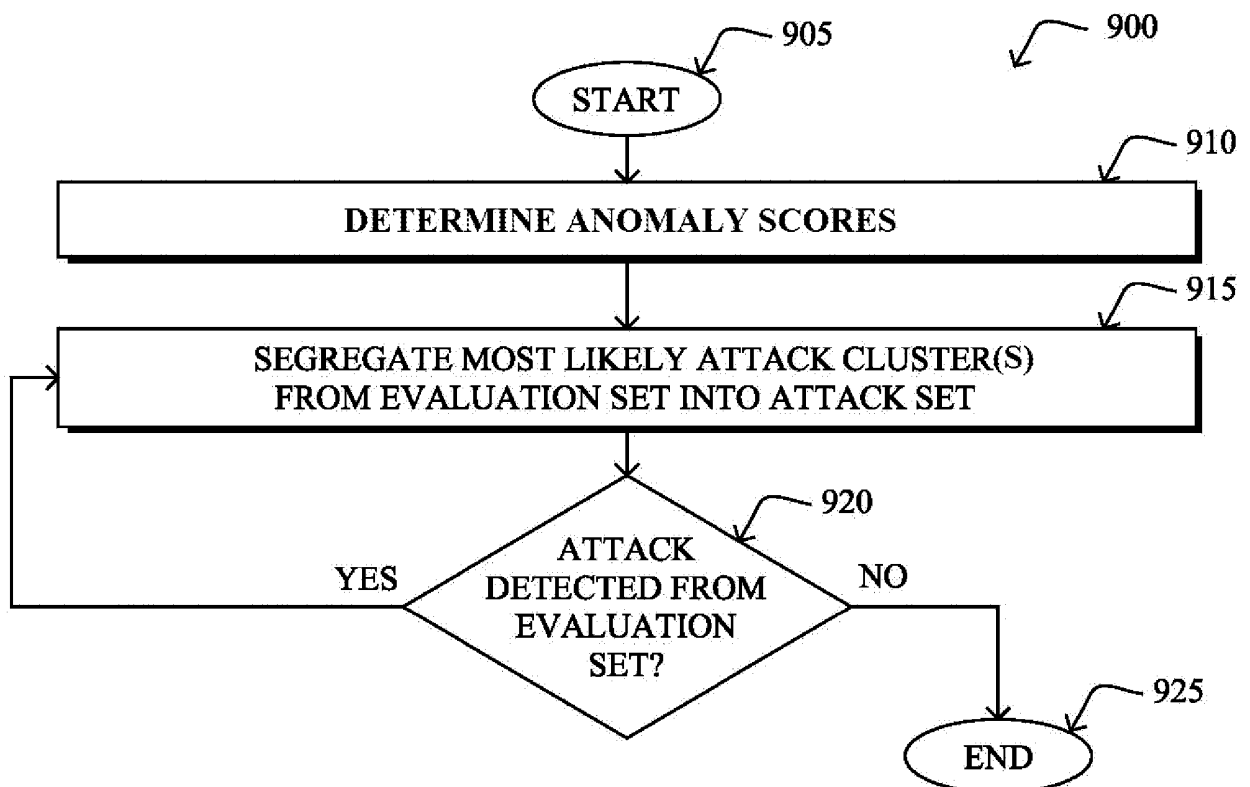 905
900
START
910
DETERMINE ANOMALY SCORES
915
SEGREGATE MOST LIKELY ATTACK CLUSTER(S)
FROM EVALUATION SET INTO ATTACK SET
920
ATTACK
DETECTED FROM
EVALUATION
SET?
YES
NO
925
END